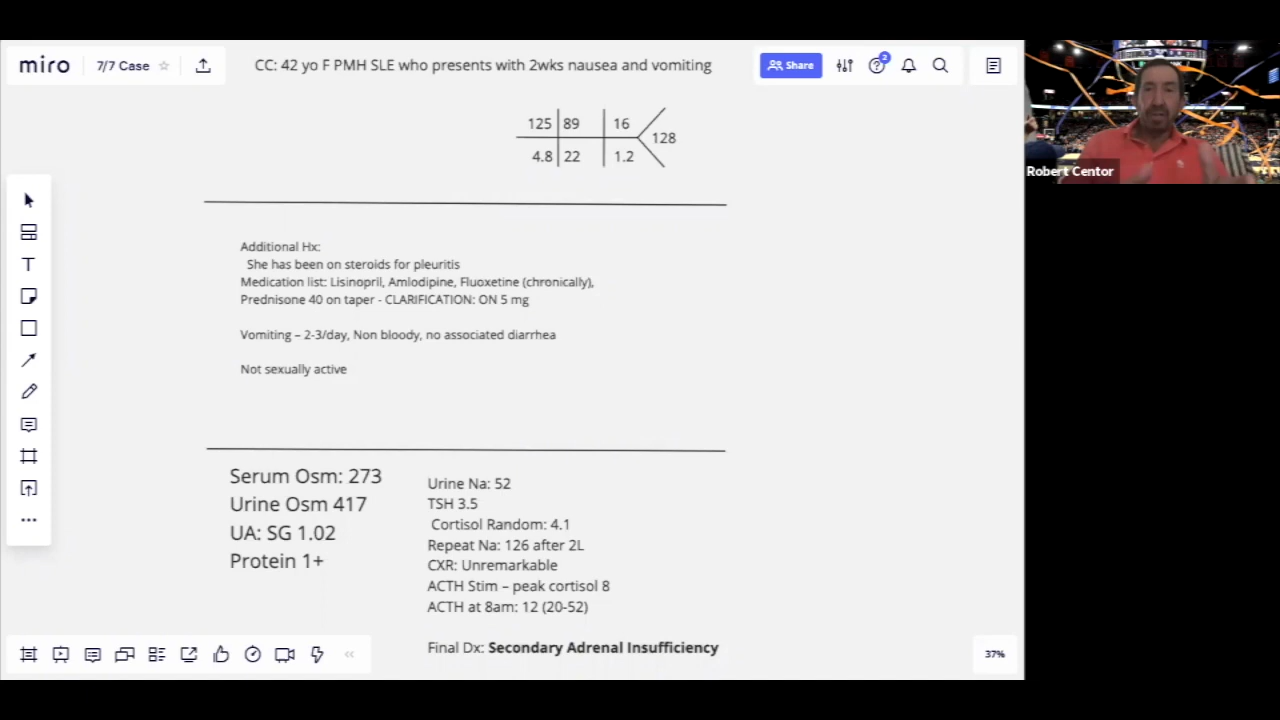 miro
7/7 Case
CC: 42 yo F PMH SLE who presents with 2wks nausea and vomiting
Share
2
Robert Centor
125 89 16
128
4.8 22 1.2
Additional Hx:
She has been on steroids for pleuritis
Medication list: Lisinopril, Amlodipine, Fluoxetine (chronically),
Prednisone 40 on taper - CLARIFICATION: ON 5 mg
Vomiting – 2-3/day, Non bloody, no associated diarrhea
Not sexually active
Serum Osm: 273
Urine Osm 417
UA: SG 1.02
Protein 1+
Urine Na: 52
TSH 3.5
Cortisol Random: 4.1
Repeat Na: 126 after 2L
CXR: Unremarkable
ACTH Stim – peak cortisol 8
ACTH at 8am: 12 (20-52)
Final Dx: Secondary Adrenal Insufficiency
37%